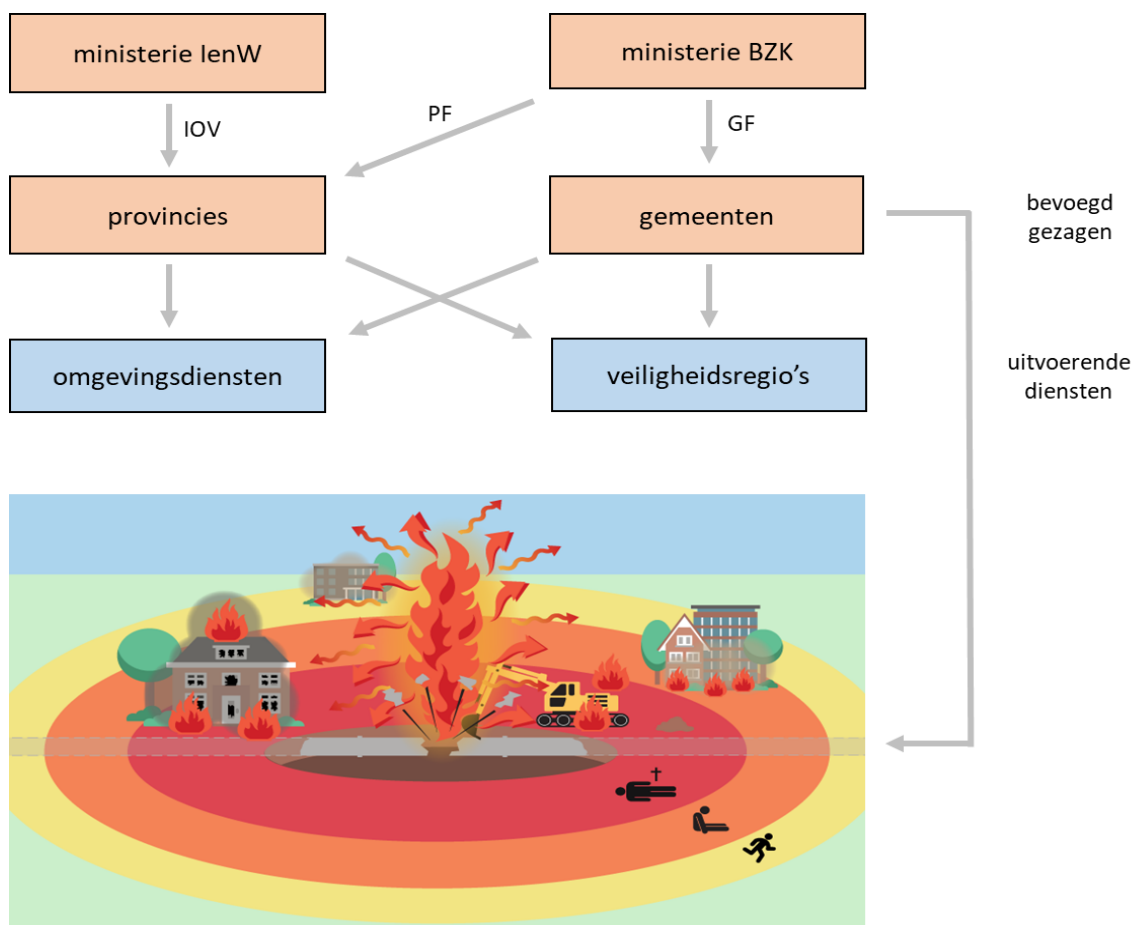 ministerie IenW
ministerie BZK
IOV
PF
GF
provincies
gemeenten
bevoegd
gezagen
omgevingsdiensten
veiligheidsregio's
uitvoerende
diensten